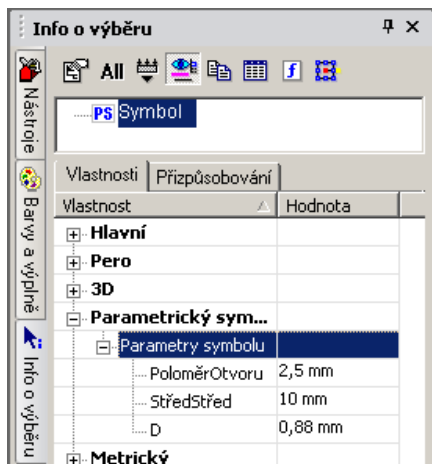 Info o výběru
All
f
PS Symbol
Vlastnosti Přizpůsobování
Vlastnost Hodnota
Hlavní
Pero
3D
Parametrický sym...
Parametry symbolu
PoloměrOtvoru 2,5 mm
StředStřed 10 mm
D 0,88 mm
Metrický
Nástroje
Barvy a výplně
Info o výběru